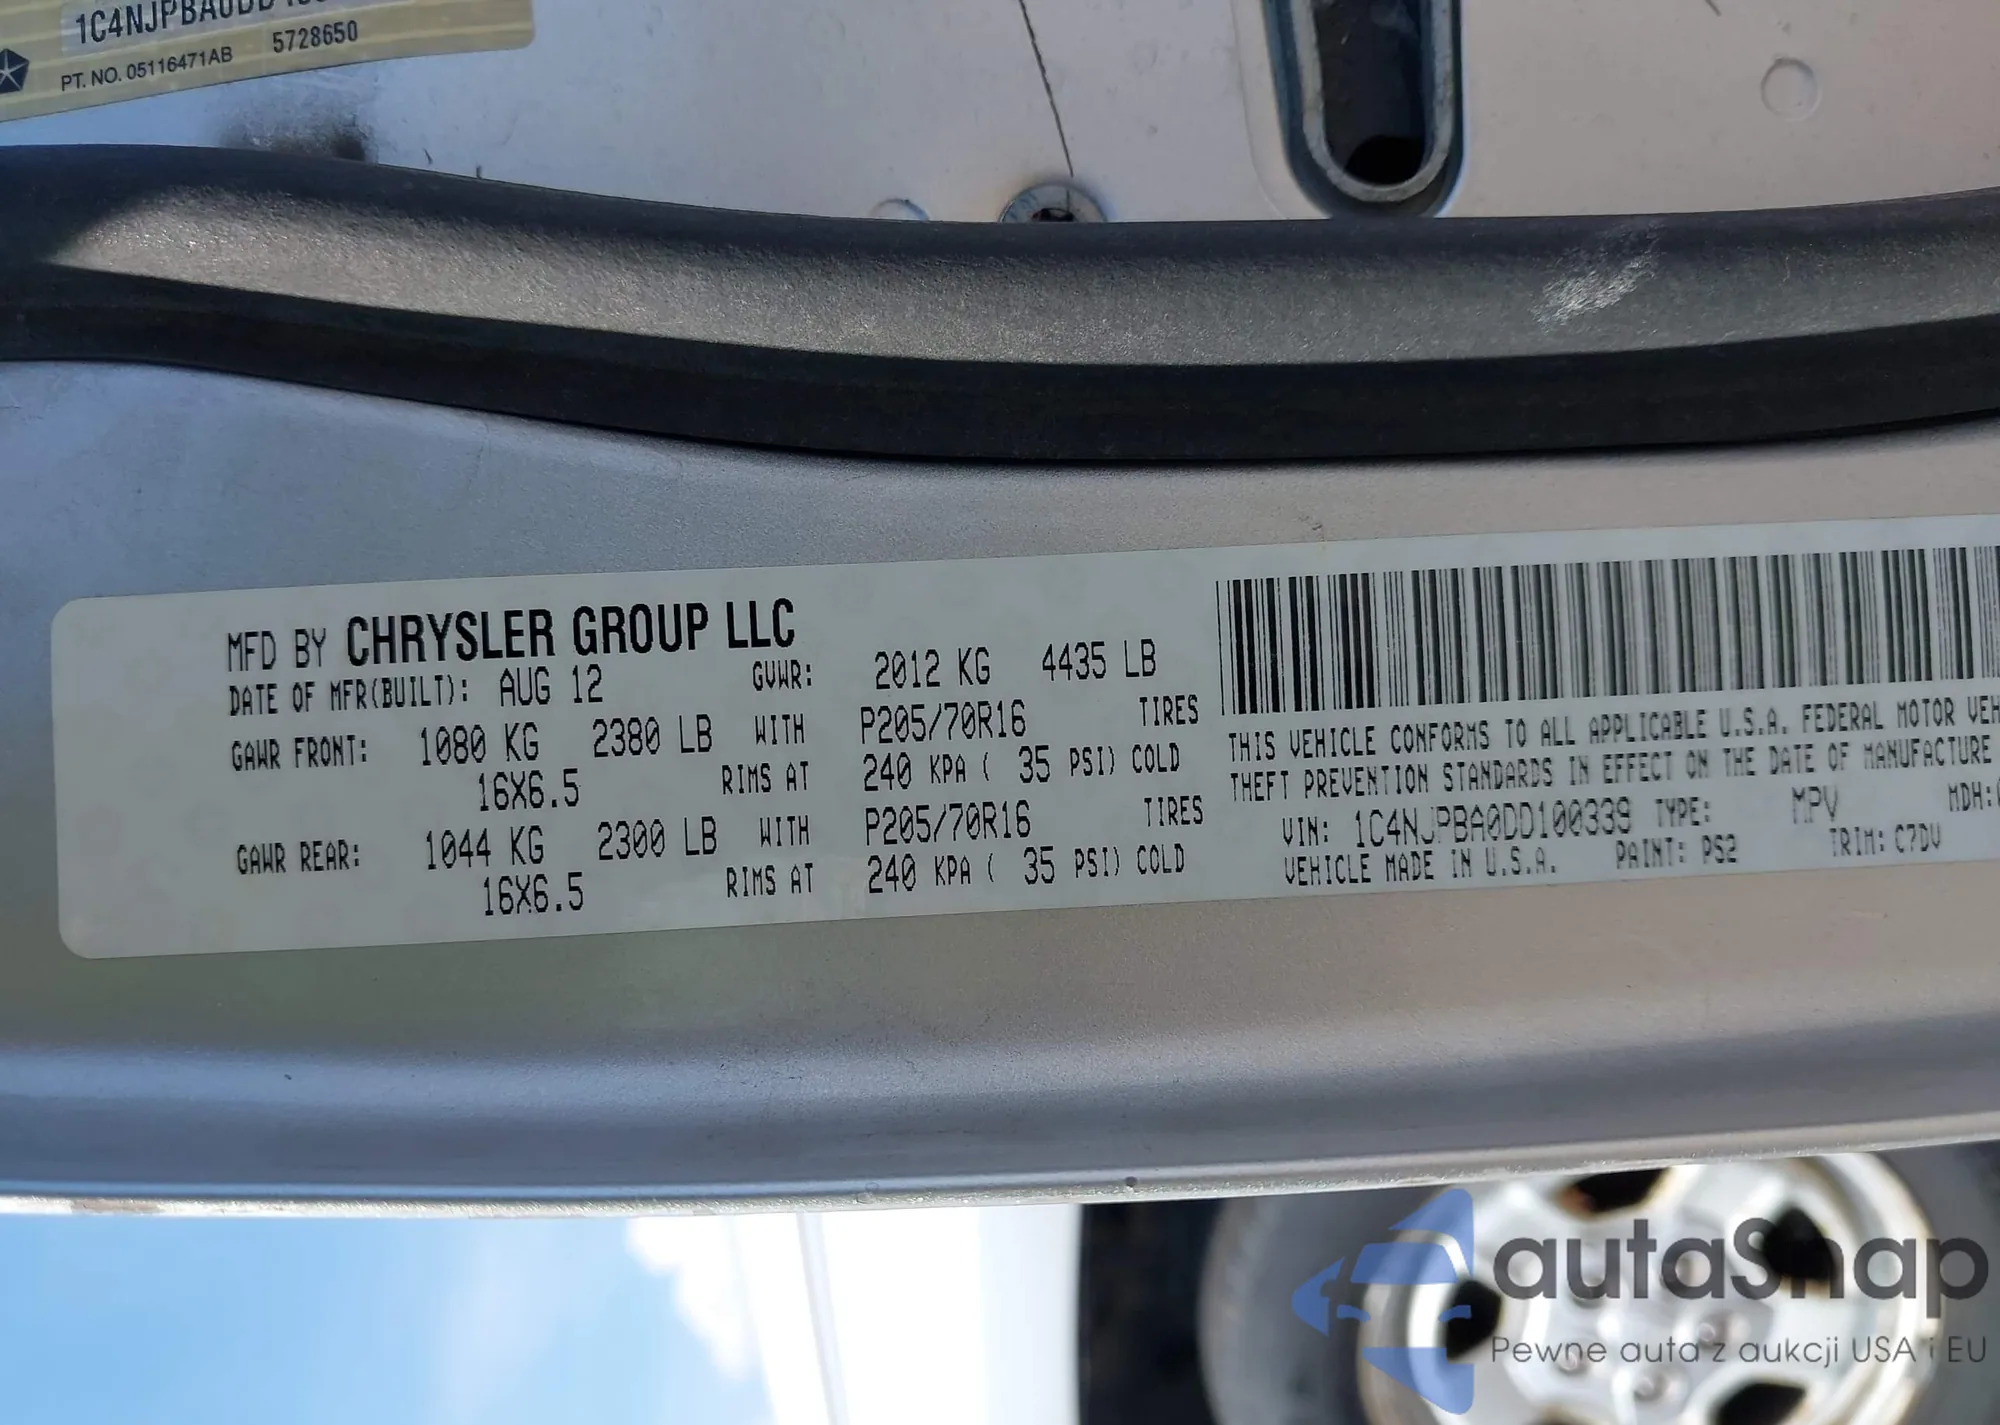 1C4NJPBA0DD
PT. NO. 05116471AB 5728650
MFD BY CHRYSLER GROUP LLC
DATE OF MFR(BUILT): AUG 12 GVWR: 2012 KG 4435 LB
GAWR FRONT: 1080 KG 2380 LB WITH P205/70R16 TIRES
16X6.5 RIMS AT 240 KPA ( 35 PSI) COLD
GAWR REAR: 1044 KG 2300 LB WITH P205/70R16 TIRES
16X6.5 RIMS AT 240 KPA ( 35 PSI) COLD
THIS VEHICLE CONFORMS TO ALL APPLICABLE U.S.A. FEDERAL MOTOR VEH
THEFT PREVENTION STANDARDS IN EFFECT ON THE DATE OF MANUFACTURE
VIN: 1C4NJPBA0DD100339 TYPE: MPV MDH:
VEHICLE MADE IN U.S.A. PAINT: PS2 TRIM: C7DV
autaSnap
Pewne auta z aukcji USA i EU